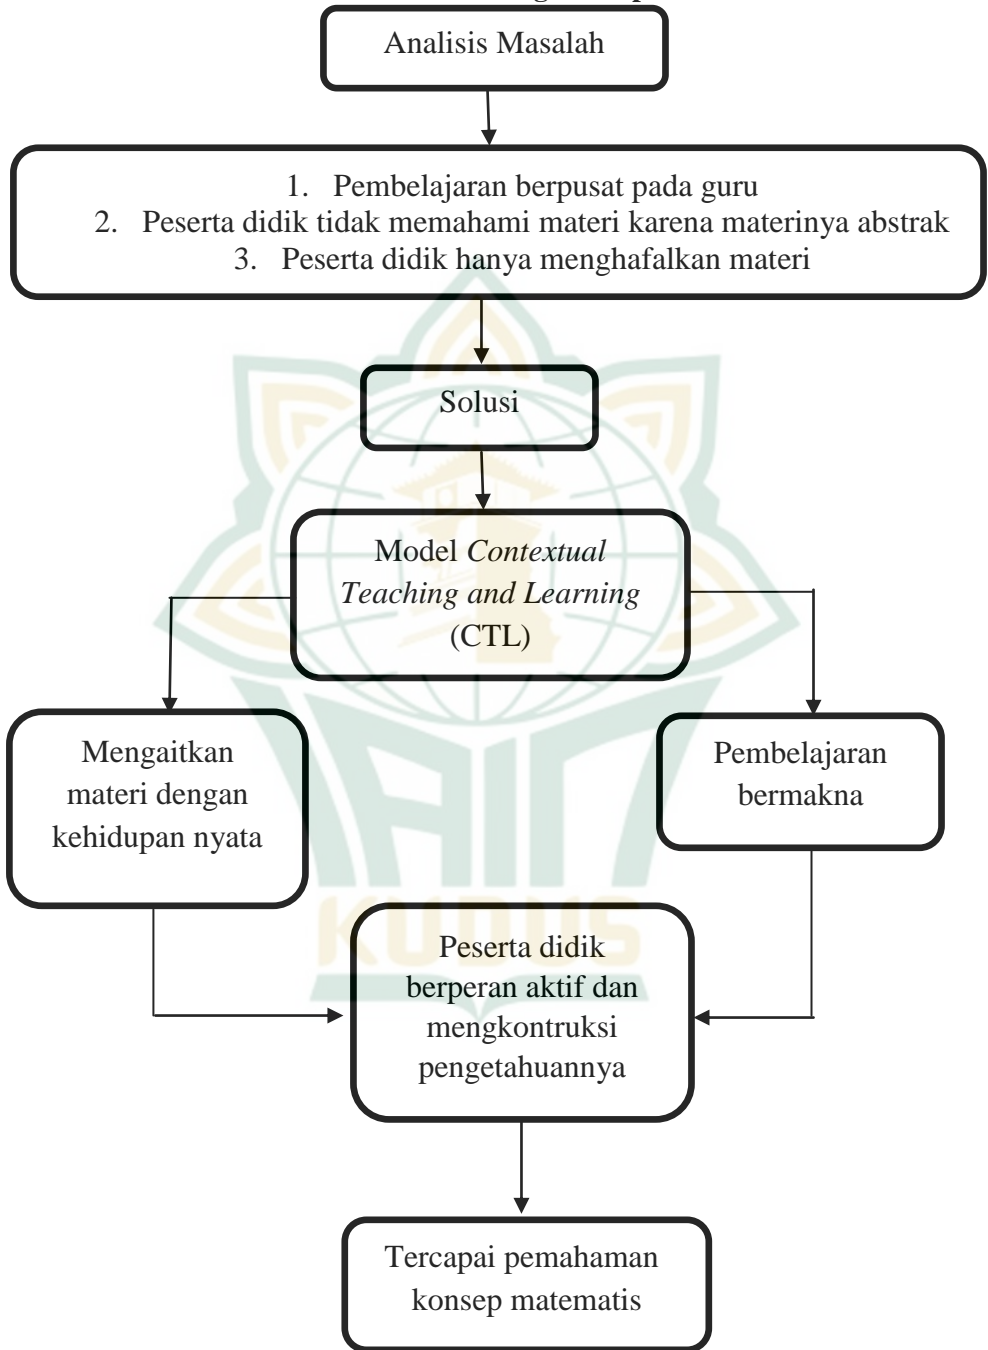 Analisis Masalah
1. Pembelajaran berpusat pada guru
2. Peserta didik tidak memahami materi karena materinya abstrak
3. Peserta didik hanya menghafalkan materi
Solusi
Model Contextual
Teaching and Learning
(CTL)
Mengaitkan
materi dengan
kehidupan nyata
Pembelajaran
bermakna
Peserta didik
berperan aktif dan
mengkontruksi
pengetahuannya
Tercapai pemahaman
konsep matematis
IAIN
KUDUS